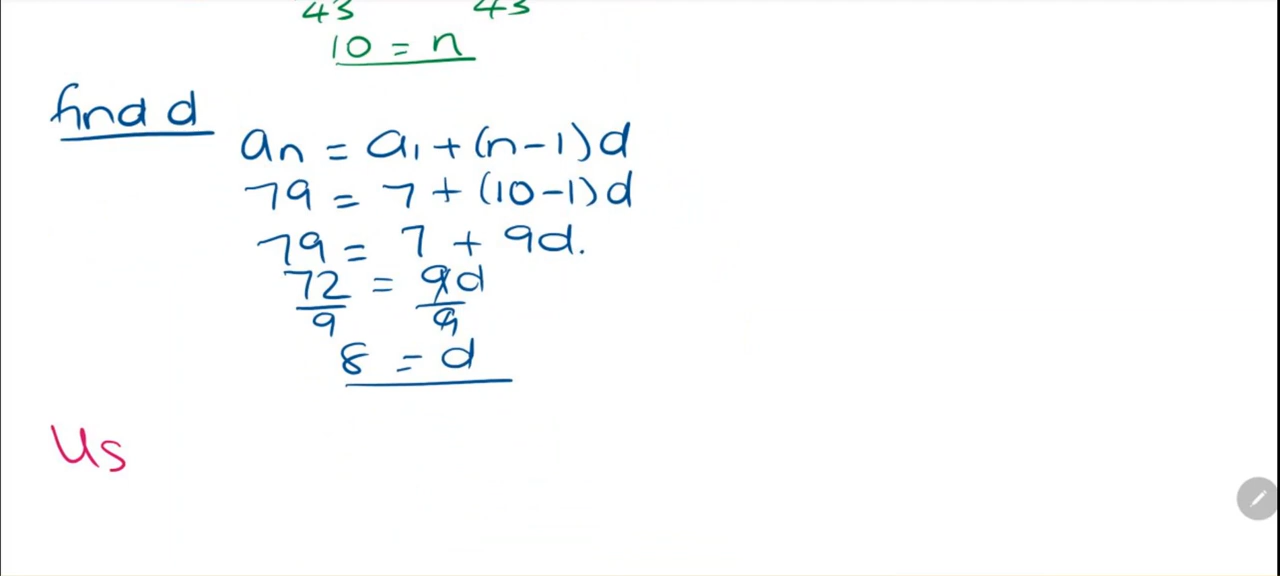 43 43
10 = n
find d
an = a1 + (n-1)d
79 = 7 + (10-1)d
79 = 7 + 9d.
72 = 9d
9 9
8 = d
Us